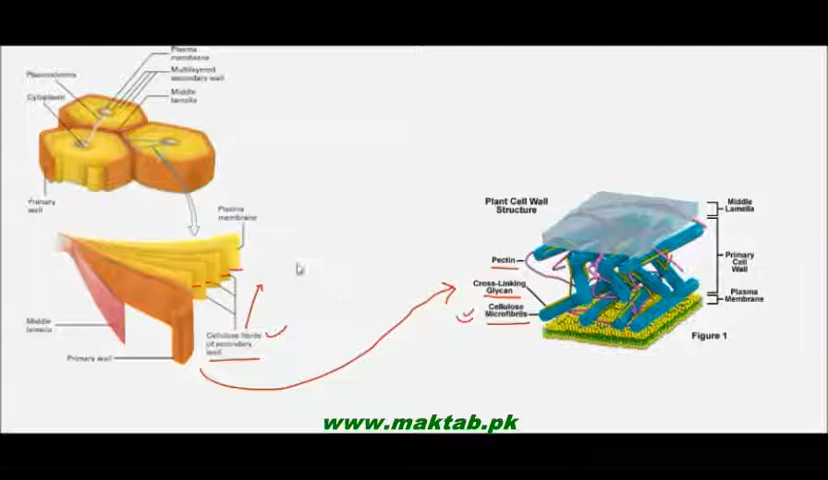 Plasma
membrane
Multilayered
secondary wall
Plasmodesma
Middle
lamella
Cytoplasm
Primary
wall
Plasma
membrane
Middle
lamella
Cellulose fibrils
of secondary
wall
Primary wall
Plant Cell Wall
Structure
Middle
Lamella
Pectin
Primary
Cell
Wall
Cross-Linking
Glycan
Plasma
Membrane
Cellulose
Microfibrils
Figure 1
www.maktab.pk